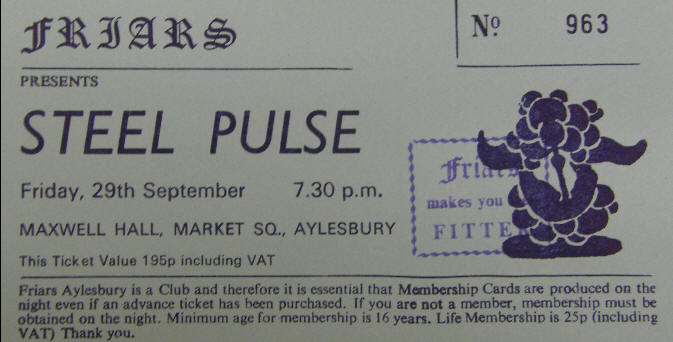 FRIARS
Nº 963
PRESENTS
STEEL PULSE
Friday, 29th September 7.30 p.m.
MAXWELL HALL, MARKET SQ., AYLESBURY
This Ticket Value 195p including VAT
Friars
makes you
FITTE
Friars Aylesbury is a Club and therefore it is essential that Membership Cards are produced on the
night even if an advance ticket has been purchased. If you are not a member, membership must be
obtained on the night. Minimum age for membership is 16 years. Life Membership is 25p (including
VAT) Thank you.